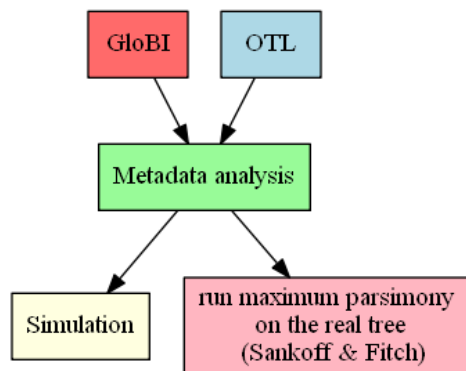 GloBI
OTL
Metadata analysis
Simulation
run maximum parsimony
on the real tree
(Sankoff & Fitch)